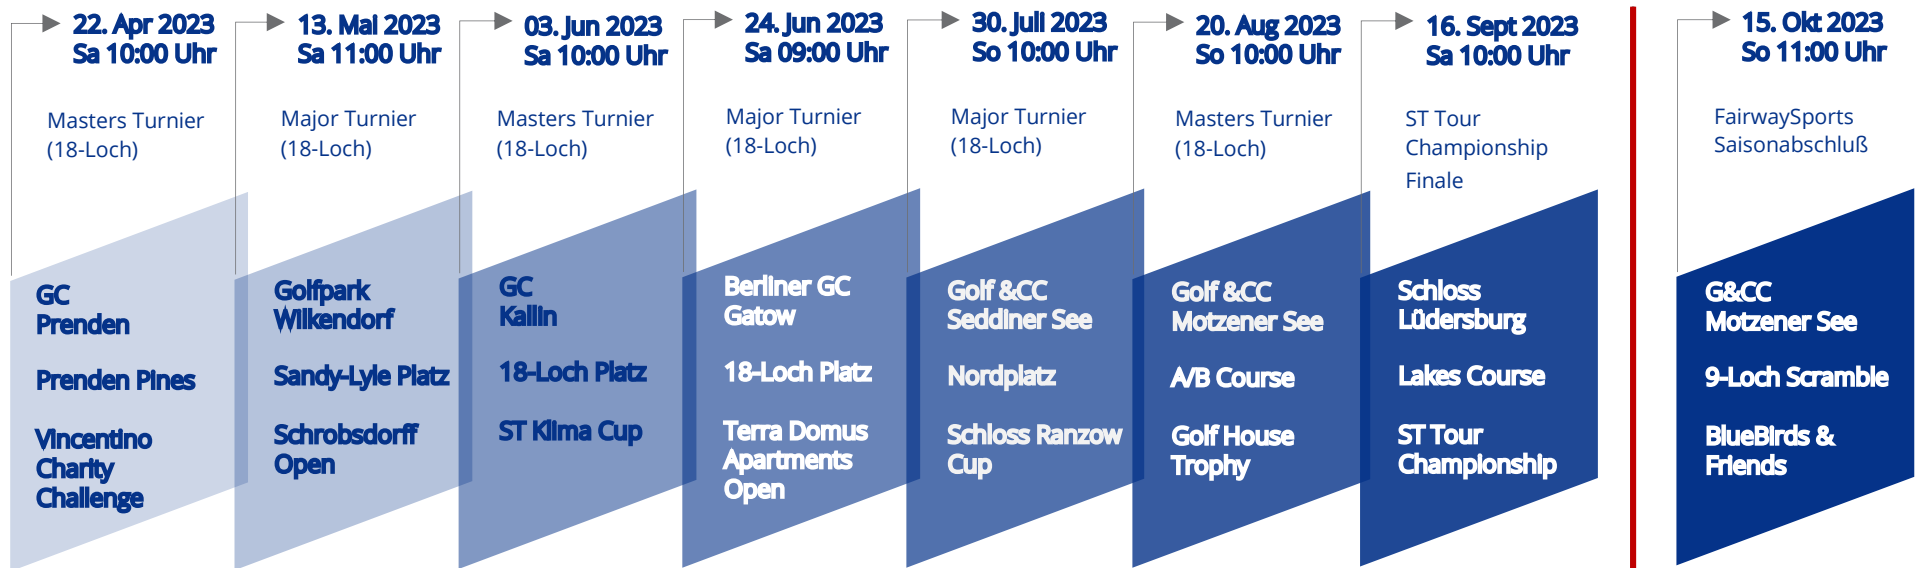 22. Apr 2023
Sa 10:00 Uhr
Masters Turnier
(18-Loch)
GC
Prenden
Prenden Pines
Vincentino
Charity
Challenge
13. Mai 2023
Sa 11:00 Uhr
Major Turnier
(18-Loch)
Golfpark
Wilkendorf
Sandy-Lyle Platz
Schrobsdorff
Open
03. Jun 2023
Sa 10:00 Uhr
Masters Turnier
(18-Loch)
GC
Kallin
18-Loch Platz
ST Klima Cup
24. Jun 2023
Sa 09:00 Uhr
Major Turnier
(18-Loch)
Berliner GC
Gatow
18-Loch Platz
Terra Domus
Apartments
Open
30. Juli 2023
So 10:00 Uhr
Major Turnier
(18-Loch)
Golf &CC
Seddiner See
Nordplatz
Schloss Ranzow
Cup
20. Aug 2023
So 10:00 Uhr
Masters Turnier
(18-Loch)
Golf &CC
Motzener See
A/B Course
Golf House
Trophy
16. Sept 2023
Sa 10:00 Uhr
ST Tour
Championship
Finale
Schloss
Lüdersburg
Lakes Course
ST Tour
Championship
15. Okt 2023
So 11:00 Uhr
FairwaySports
Saisonabschluß
G&CC
Motzener See
9-Loch Scramble
BlueBirds &
Friends